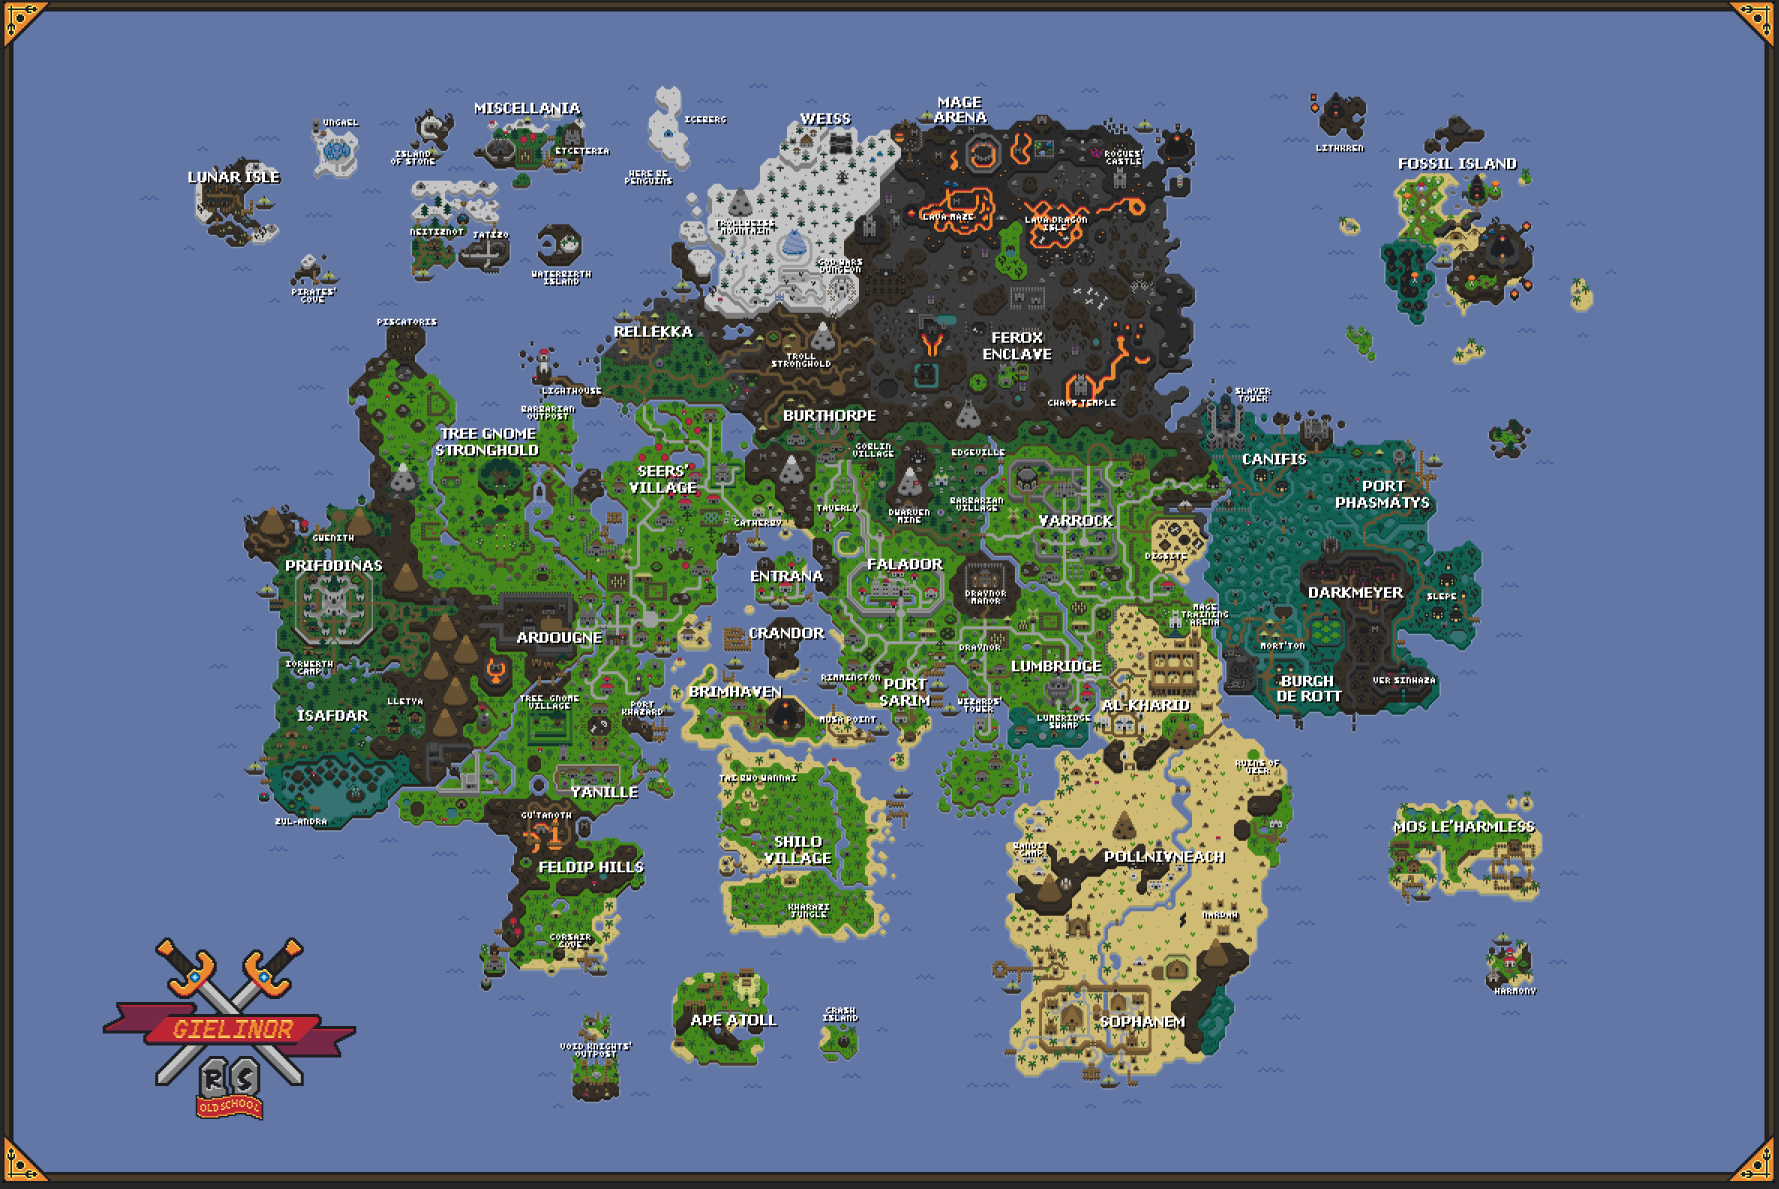 MAGE
ARENA
MISCELLANIA
WEISS
ICEBERG
UNGAEL
ISLAND
OF STONE
ETCETERIA
LITHKREN
ROGUES'
CASTLE
FOSSIL ISLAND
LUNAR ISLE
HERE BE
PENGUINS
LAVA MAZE
LAVA DRAGON
ISLE
TROLLWEISS
MOUNTAIN
NEITIZNOT
JATIZO
WATERBIRTH
ISLAND
GOD WARS
DUNGEON
PIRATES'
COVE
PISCATORIS
RELLEKKA
FEROX
ENCLAVE
TROLL
STRONGHOLD
LIGHTHOUSE
BARBARIAN
OUTPOST
CHAOS TEMPLE
SLAYER
TOWER
BURTHORPE
TREE GNOME
STRONGHOLD
GOBLIN
VILLAGE
EDGEVILLE
CANIFIS
SEERS'
VILLAGE
PORT
PHASMATYS
TAVERLY
DWARVEN
MINE
BARBARIAN
VILLAGE
CATHERBY
VARROCK
GWENITH
DIGSITE
PRIFDDINAS
ENTRANA
FALADOR
DRAYNOR
MANOR
DARKMEYER
SLEPE
MAGE
TRAINING
ARENA
ARDOUGNE
CRANDOR
DRAYNOR
MORT'TON
IORWERTH
CAMP
LUMBRIDGE
RIMMINGTON
VER SINHAZA
BRIMHAVEN
PORT
SARIM
BURGH
DE ROTT
LLETYA
TREE GNOME
VILLAGE
PORT
KHAZARD
WIZARDS'
TOWER
AL-KHARID
ISAFDAR
MUSA POINT
LUMBRIDGE
SWAMP
TAI BWO WANNAI
RUINS OF
UZER
YANILLE
ZUL-ANDRA
GU'TANOTH
MOS LE'HARMLESS
SHILO
VILLAGE
BANDIT
CAMP
POLLNIVNEACH
FELDIP HILLS
KHARAZI
JUNGLE
NARDAH
CORSAIR
COVE
HARMONY
CRASH
ISLAND
APE ATOLL
SOPHANEM
VOID KNIGHTS'
OUTPOST
GIELINOR
RS
OLD SCHOOL